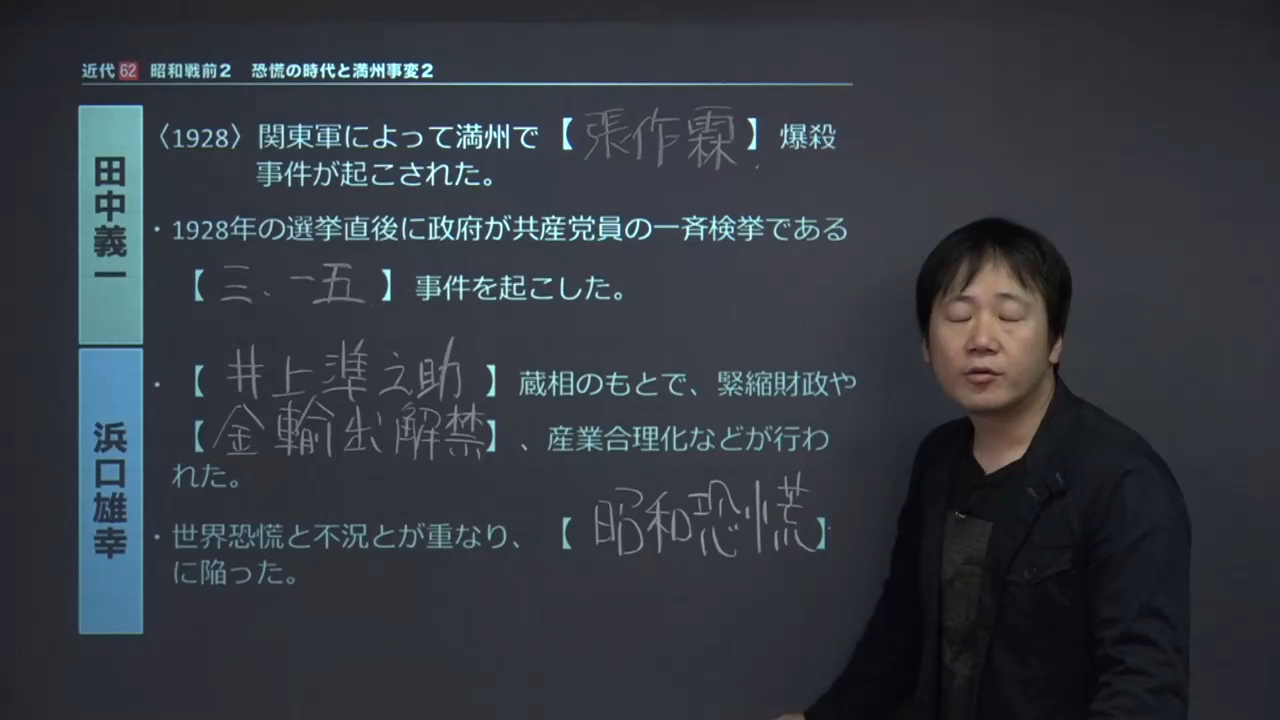 近代 62 昭和戦前2 恐慌の時代と満州事変2
田中義一
〈1928〉関東軍によって満州で【張作霖】爆殺
事件が起こされた。
・1928年の選挙直後に政府が共産党員の一斉検挙である
【三、一五】事件を起こした。
浜口雄幸
・【井上準之助】蔵相のもとで、緊縮財政や
【金輸出解禁】、産業合理化などが行わ
れた。
・世界恐慌と不況とが重なり、【昭和恐慌】
に陥った。